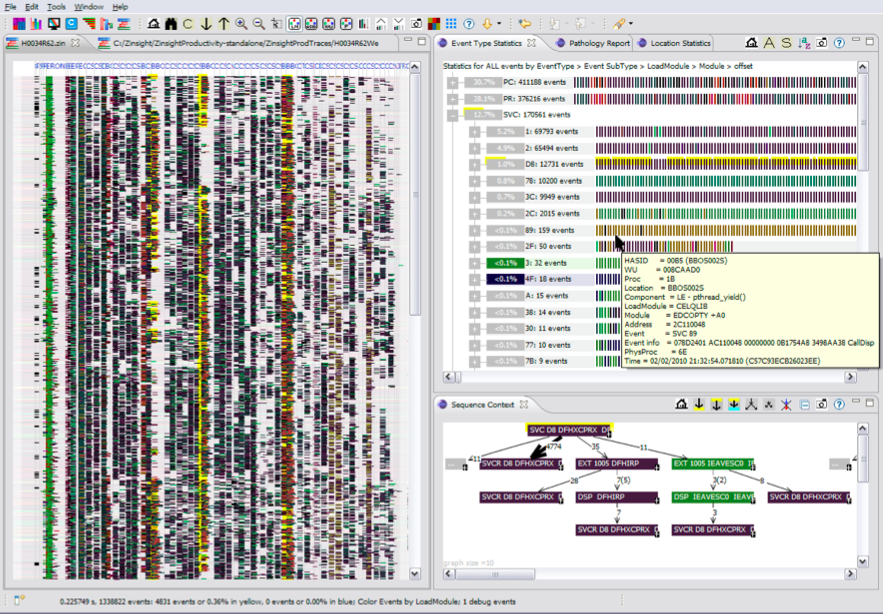 File Edit Tools Window Help
H0034R62.zin
C:/Zinsight/ZinsightProductivity-standalone/ZinsightProdTraces/H0034R62We
Event Type Statistics
Pathology Report
Location Statistics
Statistics for ALL events by EventType > Event SubType > LoadModule > Module > offset
30.7% PC: 411188 events
28.1% PR: 376216 events
12.7% SVC: 170561 events
5.2% 1: 69793 events
4.9% 2: 65494 events
1.0% D8: 12731 events
0.8% 78: 10200 events
0.7% 3C: 9949 events
0.2% 2C: 2015 events
<0.1% 89: 159 events
<0.1% 2F: 50 events
<0.1% 3: 32 events
<0.1% 4F: 18 events
<0.1% A: 15 events
<0.1% 38: 14 events
<0.1% 30: 11 events
<0.1% 77: 10 events
<0.1% 7B: 9 events
HASID = 00B5 (BBOS002S)
WU = 008CAAD0
Proc = 1B
Location = BBOS002S
Component = LE - pthread_yield()
LoadModule = CELQLIB
Module = EDCOPTY +A0
Address = 2C110048
Event = SVC 89
Event info = 078D2401 AC110048 00000000 0B1754A8 3498AA38 CallDisp
PhysProc = 6E
Time = 02/02/2010 21:32:54.071810 (C57C93ECB26023EE)
Sequence Context
SVC D8 DFHXCPRX
11
4774
35
11
SVCR D8 DFHXCPRX
EXT 1005 DFHIRP
EXT 1005 IEAVESC0
28
7(5)
3(2)
8
SVCR D8 DFHXCPRX
DSP DFHIRP
DSP IEAVESC0
SVCR D8 DFHXCPRX
7
3
SVCR D8 DFHXCPRX
SVCR D8 DFHXCPRX
graph size =10
0.225749 s, 1338822 events: 4831 events or 0.36% in yellow, 0 events or 0.00% in blue; Color Events by LoadModule; 1 debug events